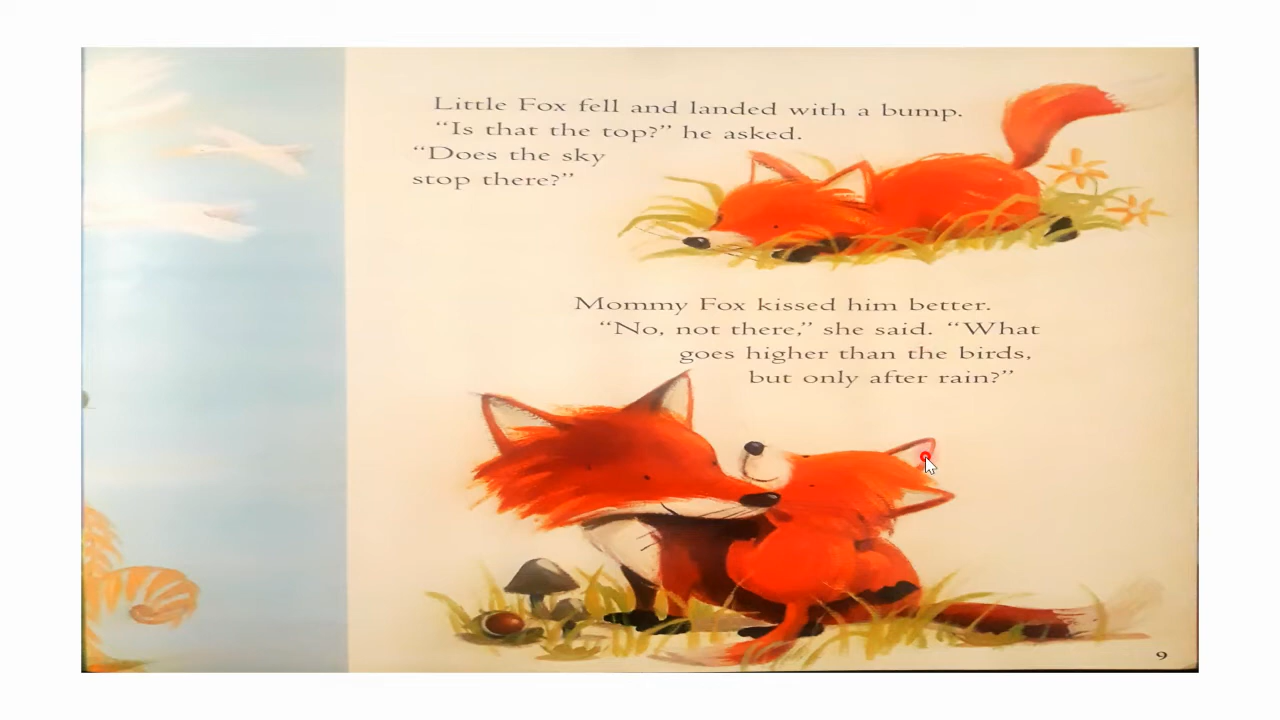 Little Fox fell and landed with a bump.
“Is that the top?” he asked.
“Does the sky
stop there?”
Mommy Fox kissed him better.
“No, not there,” she said. “What
goes higher than the birds,
but only after rain?”
9